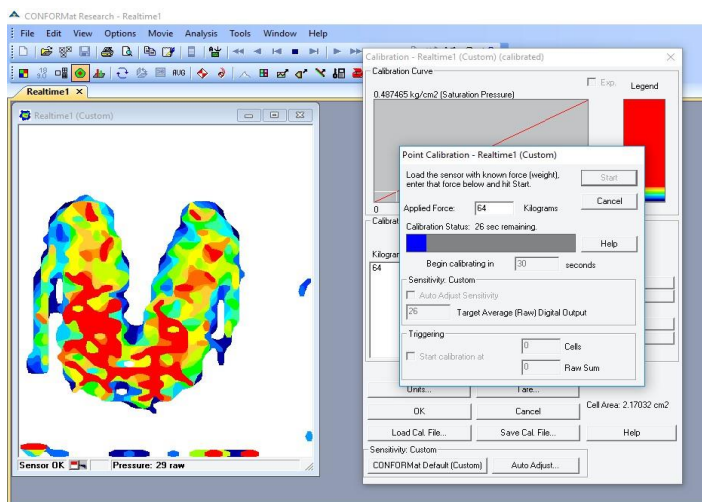 CONFORMat Research - Realtime1
File Edit View Options Movie Analysis Tools Window Help
AUG
Realtime1
Realtime1 (Custom)
Sensor OK
Pressure: 29 raw
Calibration - Realtime1 (Custom) (calibrated)
Calibration Curve
Exp.
Legend
0.487465 kg/cm2 (Saturation Pressure)
0
Calibrat
Kilogram
64
Point Calibration - Realtime1 (Custom)
Load the sensor with known force (weight),
enter that force below and hit Start.
Start
Applied Force: 64 Kilograms
Cancel
Calibration Status: 26 sec remaining.
Help
Begin calibrating in 30 seconds
Sensitivity: Custom
Auto Adjust Sensitivity
26 Target Average (Raw) Digital Output
Triggering
Start calibration at
0 Cells
0 Raw Sum
Units... Tare...
OK Cancel Cell Area: 2.17032 cm2
Load Cal. File... Save Cal. File... Help
Sensitivity: Custom
CONFORMat Default (Custom) Auto Adjust...